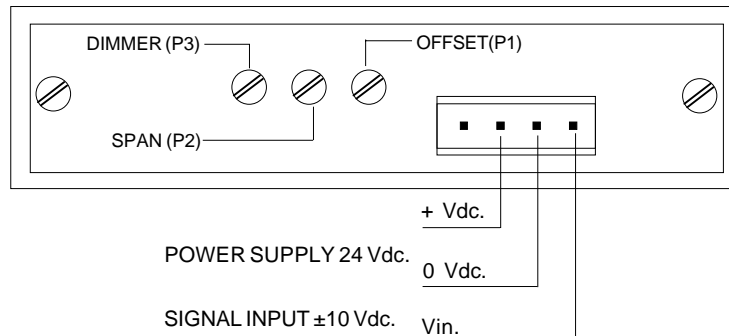 DIMMER (P3)
OFFSET(P1)
SPAN (P2)
+ Vdc.
POWER SUPPLY 24 Vdc.
0 Vdc.
SIGNAL INPUT ±10 Vdc.
Vin.